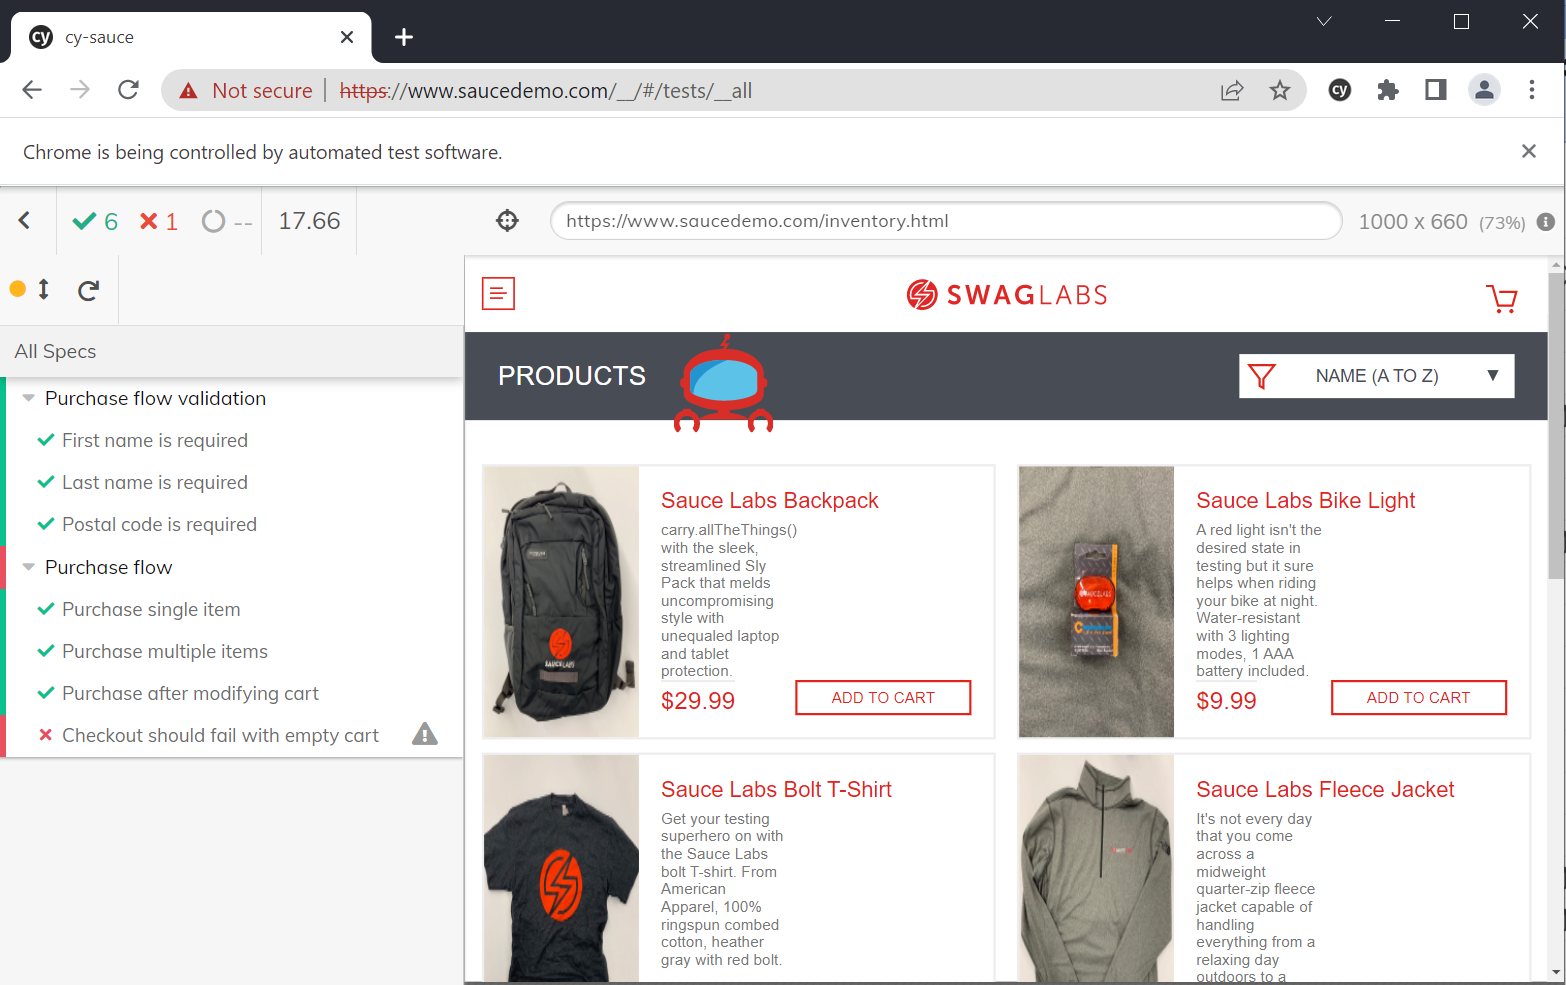 cy cy-sauce
Not secure https://www.saucedemo.com/__/#/tests/__all
cy
Chrome is being controlled by automated test software.
6 1 -- 17.66
https://www.saucedemo.com/inventory.html
1000 x 660 (73%)
All Specs
Purchase flow validation
First name is required
Last name is required
Postal code is required
Purchase flow
Purchase single item
Purchase multiple items
Purchase after modifying cart
Checkout should fail with empty cart
SWAGLABS
PRODUCTS
NAME (A TO Z)
SAUCELABS
Sauce Labs Backpack
carry.allTheThings()
with the sleek,
streamlined Sly
Pack that melds
uncompromising
style with
unequaled laptop
and tablet
protection.
$29.99
ADD TO CART
SAUCELABS
Sauce Labs Bike Light
A red light isn't the
desired state in
testing but it sure
helps when riding
your bike at night.
Water-resistant
with 3 lighting
modes, 1 AAA
battery included.
$9.99
ADD TO CART
Sauce Labs Bolt T-Shirt
Get your testing
superhero on with
the Sauce Labs
bolt T-shirt. From
American
Apparel, 100%
ringspun combed
cotton, heather
gray with red bolt.
Sauce Labs Fleece Jacket
It's not every day
that you come
across a
midweight
quarter-zip fleece
jacket capable of
handling
everything from a
relaxing day
outdoors to a